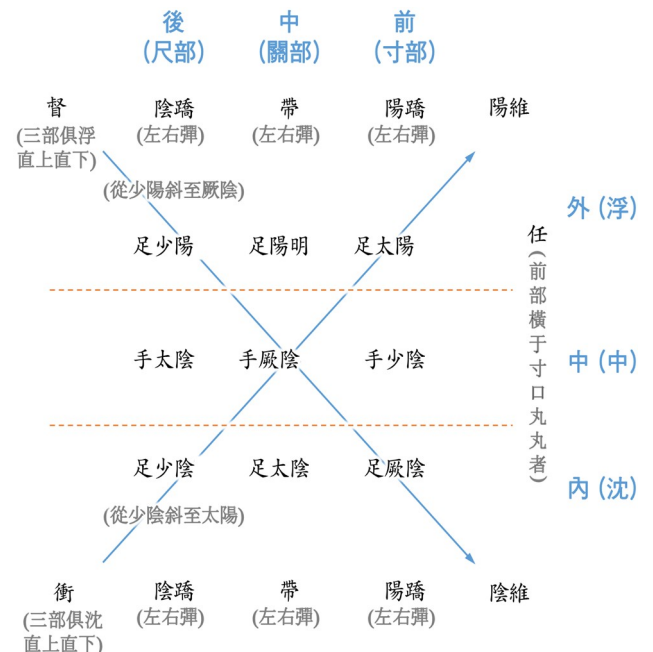 後 中 前
(尺部) (關部) (寸部)
督 陰蹻 帶 陽蹻 陽維
(三部俱浮 (左右彈) (左右彈) (左右彈)
直上直下)
(從少陽斜至厥陰)
外 (浮)
足少陽 足陽明 足太陽
任(前部橫于寸口丸丸者)
手太陰 手厥陰 手少陰 中 (中)
足少陰 足太陰 足厥陰
內 (沈)
(從少陰斜至太陽)
衝 陰蹻 帶 陽蹻 陰維
(三部俱沈 (左右彈) (左右彈) (左右彈)
直上直下)